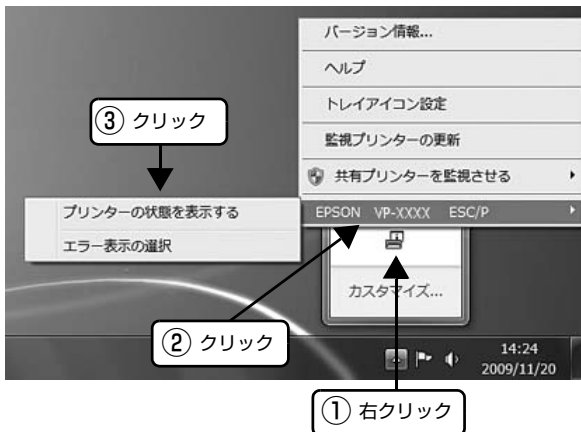 バージョン情報...
ヘルプ
トレイアイコン設定
監視プリンターの更新
共有プリンターを監視させる
EPSON VP-XXXX ESC/P
③ クリック
プリンターの状態を表示する
エラー表示の選択
カスタマイズ...
② クリック
14:24
2009/11/20
① 右クリック